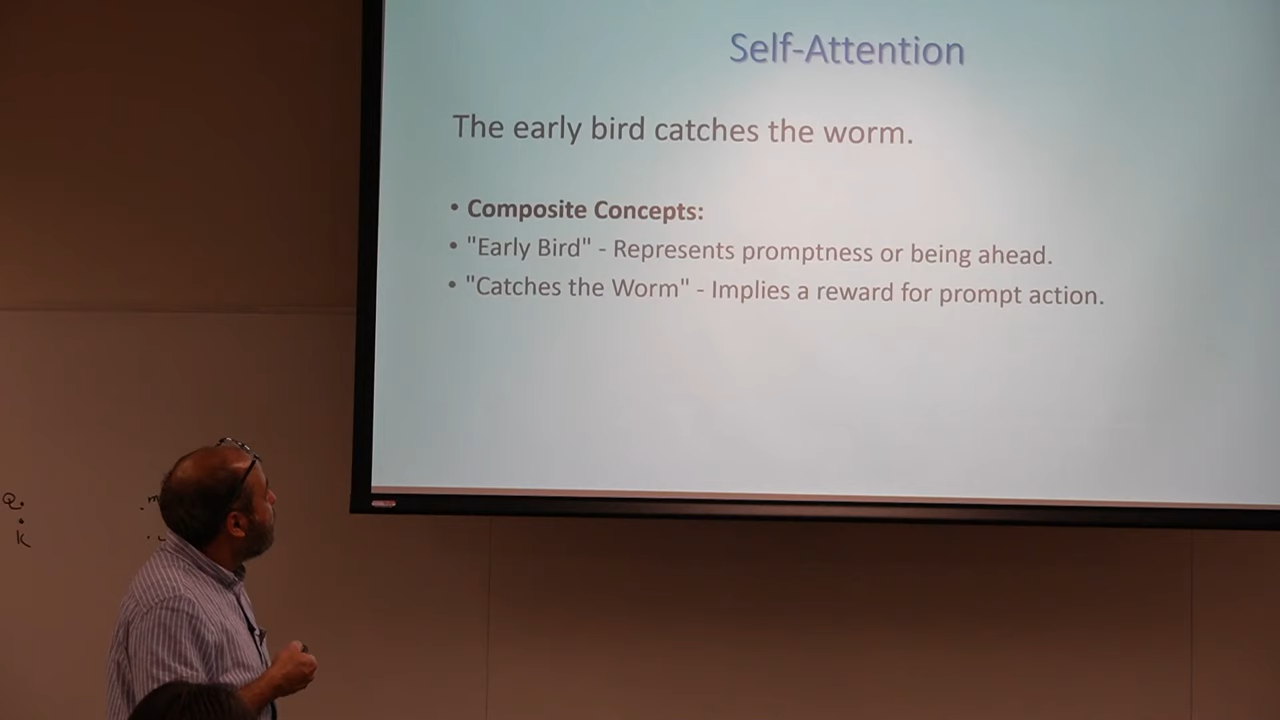 Self-Attention
The early bird catches the worm.
• Composite Concepts:
• "Early Bird" - Represents promptness or being ahead.
• "Catches the Worm" - Implies a reward for prompt action.
Q
K